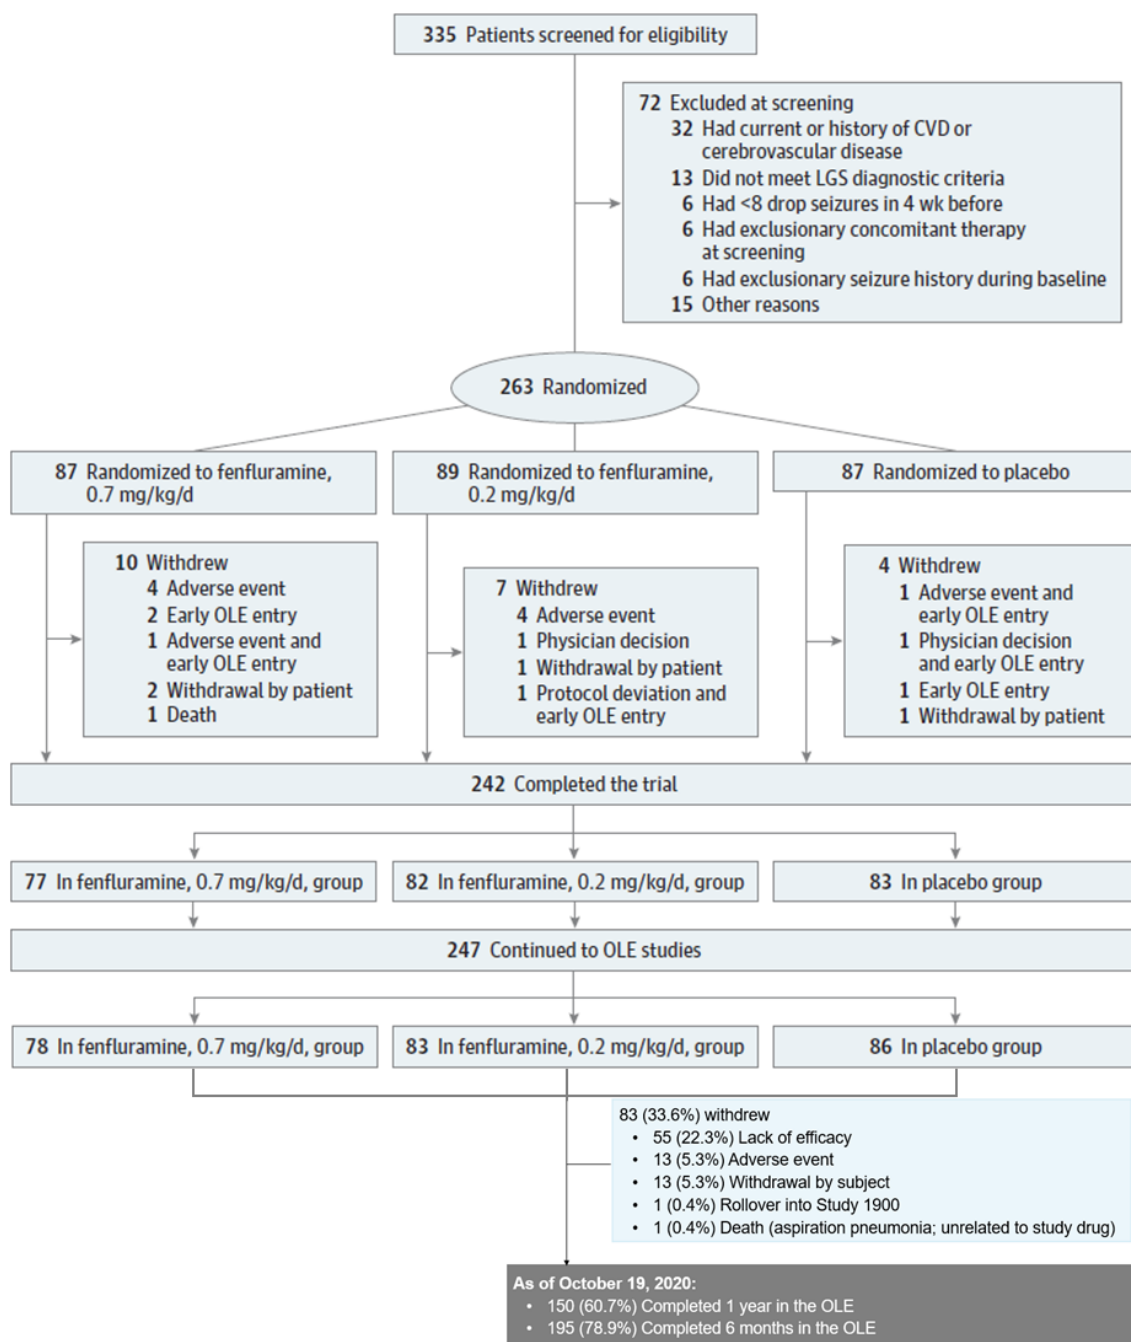 335 Patients screened for eligibility
72 Excluded at screening
32 Had current or history of CVD or
cerebrovascular disease
13 Did not meet LGS diagnostic criteria
6 Had <8 drop seizures in 4 wk before
6 Had exclusionary concomitant therapy
at screening
6 Had exclusionary seizure history during baseline
15 Other reasons
263 Randomized
87 Randomized to fenfluramine,
0.7 mg/kg/d
89 Randomized to fenfluramine,
0.2 mg/kg/d
87 Randomized to placebo
10 Withdrew
4 Adverse event
2 Early OLE entry
1 Adverse event and
early OLE entry
2 Withdrawal by patient
1 Death
7 Withdrew
4 Adverse event
1 Physician decision
1 Withdrawal by patient
1 Protocol deviation and
early OLE entry
4 Withdrew
1 Adverse event and
early OLE entry
1 Physician decision
and early OLE entry
1 Early OLE entry
1 Withdrawal by patient
242 Completed the trial
77 In fenfluramine, 0.7 mg/kg/d, group
82 In fenfluramine, 0.2 mg/kg/d, group
83 In placebo group
247 Continued to OLE studies
78 In fenfluramine, 0.7 mg/kg/d, group
83 In fenfluramine, 0.2 mg/kg/d, group
86 In placebo group
83 (33.6%) withdrew
• 55 (22.3%) Lack of efficacy
• 13 (5.3%) Adverse event
• 13 (5.3%) Withdrawal by subject
• 1 (0.4%) Rollover into Study 1900
• 1 (0.4%) Death (aspiration pneumonia; unrelated to study drug)
As of October 19, 2020:
• 150 (60.7%) Completed 1 year in the OLE
• 195 (78.9%) Completed 6 months in the OLE